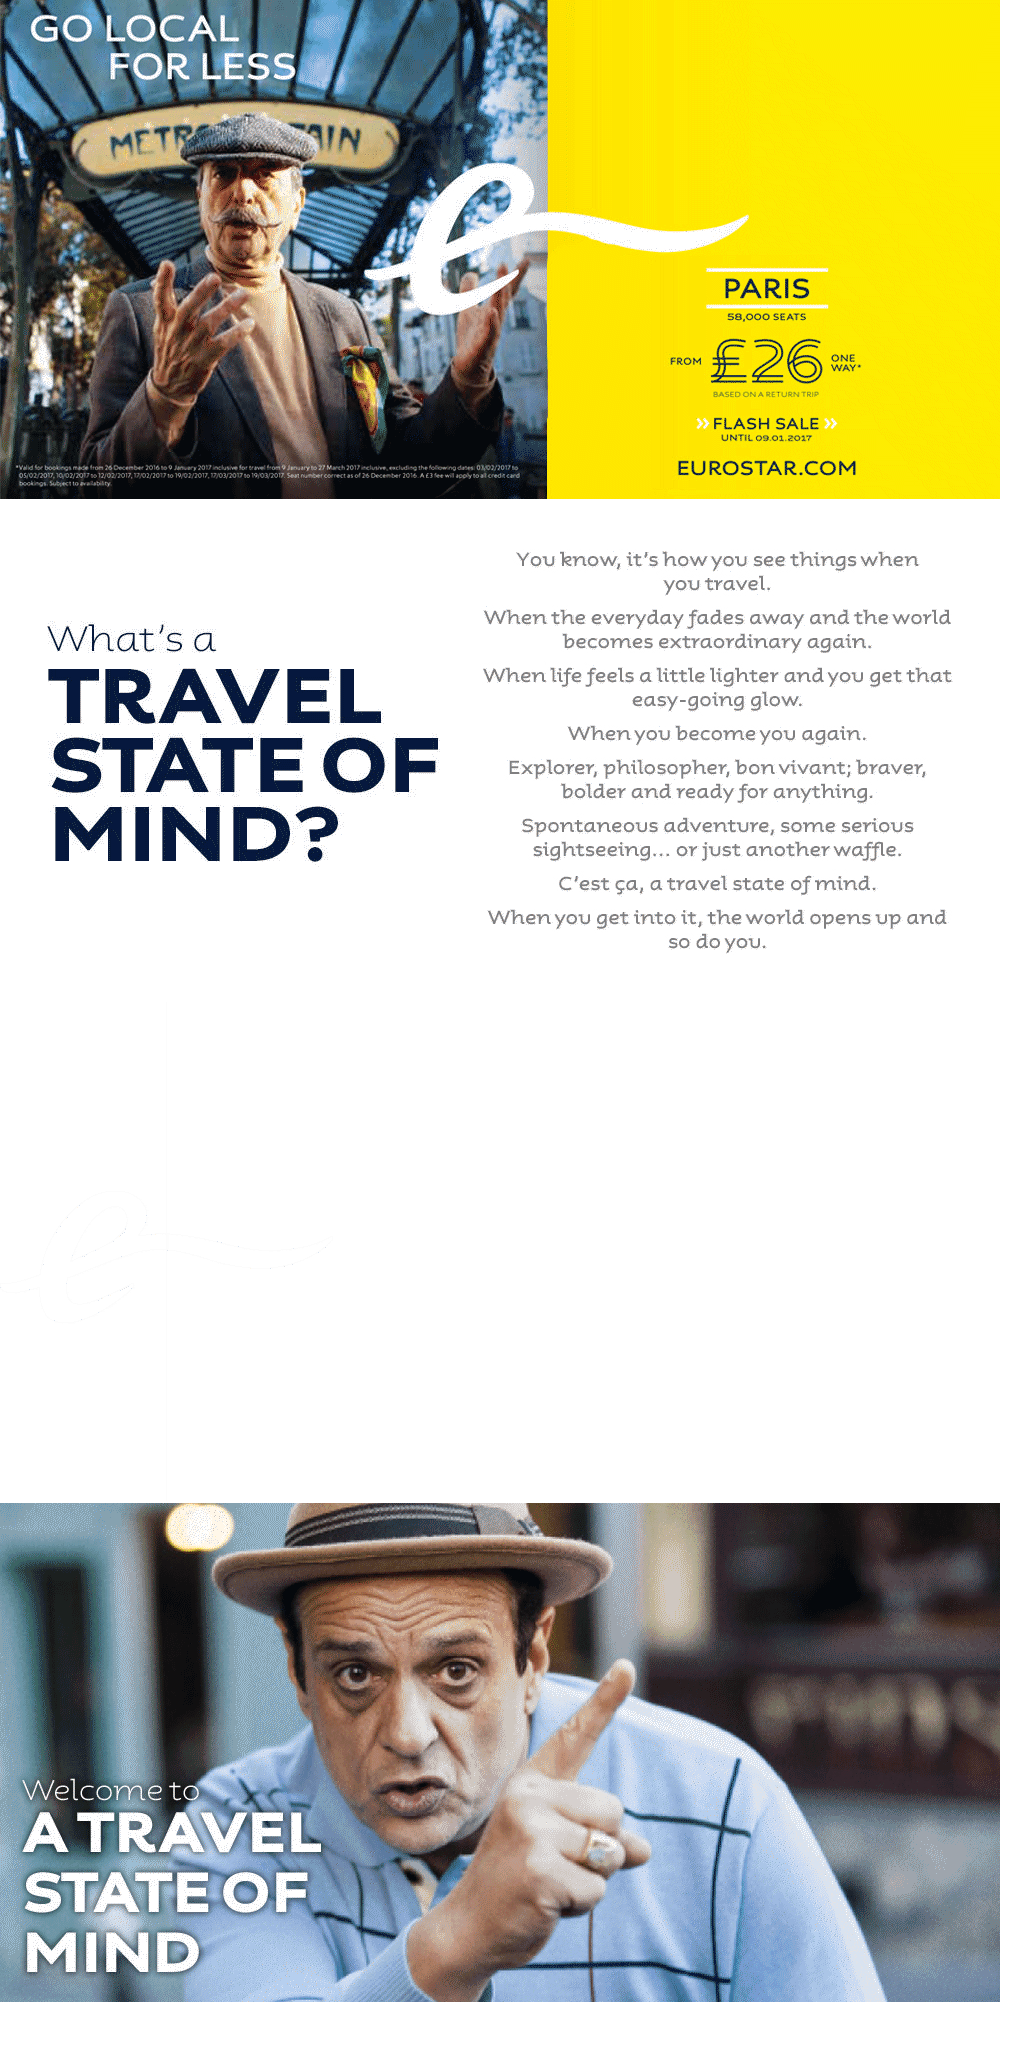 GO LOCAL
FOR LESS
METR AIN
PARIS
58,000 SEATS
FROM £26 ONE WAY*
BASED ON A RETURN TRIP
» FLASH SALE »
UNTIL 09.01.2017
EUROSTAR.COM
*Valid for bookings made from 26 December 2016 to 9 January 2017 inclusive for travel from 9 January to 27 March 2017 inclusive, excluding the following dates: 03/02/2017 to
05/02/2017, 10/02/2017 to 12/02/2017, 17/02/2017 to 19/02/2017, 17/03/2017 to 19/03/2017. Seat number correct as of 26 December 2016. A £3 fee will apply to all credit card
bookings. Subject to availability.
What's a
TRAVEL
STATE OF
MIND?
You know, it's how you see things when
you travel.
When the everyday fades away and the world
becomes extraordinary again.
When life feels a little lighter and you get that
easy-going glow.
When you become you again.
Explorer, philosopher, bon vivant; braver,
bolder and ready for anything.
Spontaneous adventure, some serious
sightseeing... or just another waffle.
C'est ça, a travel state of mind.
When you get into it, the world opens up and
so do you.
Welcome to
A TRAVEL
STATE OF
MIND